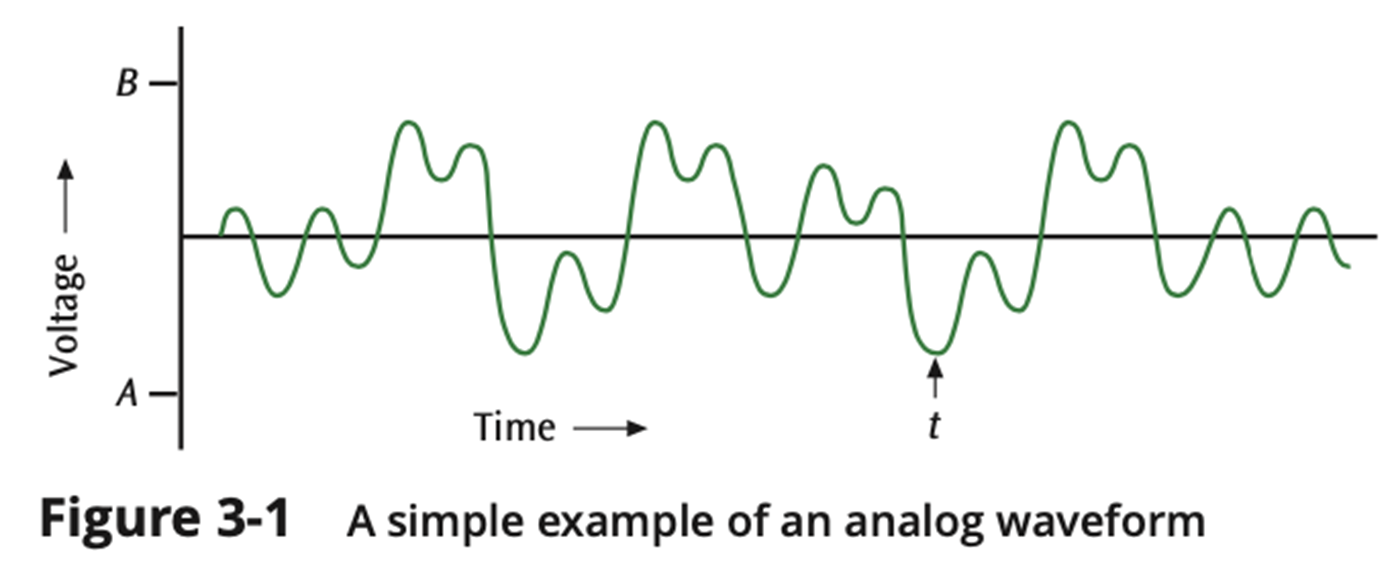 B
Voltage
A
Time
t
Figure 3-1 A simple example of an analog waveform